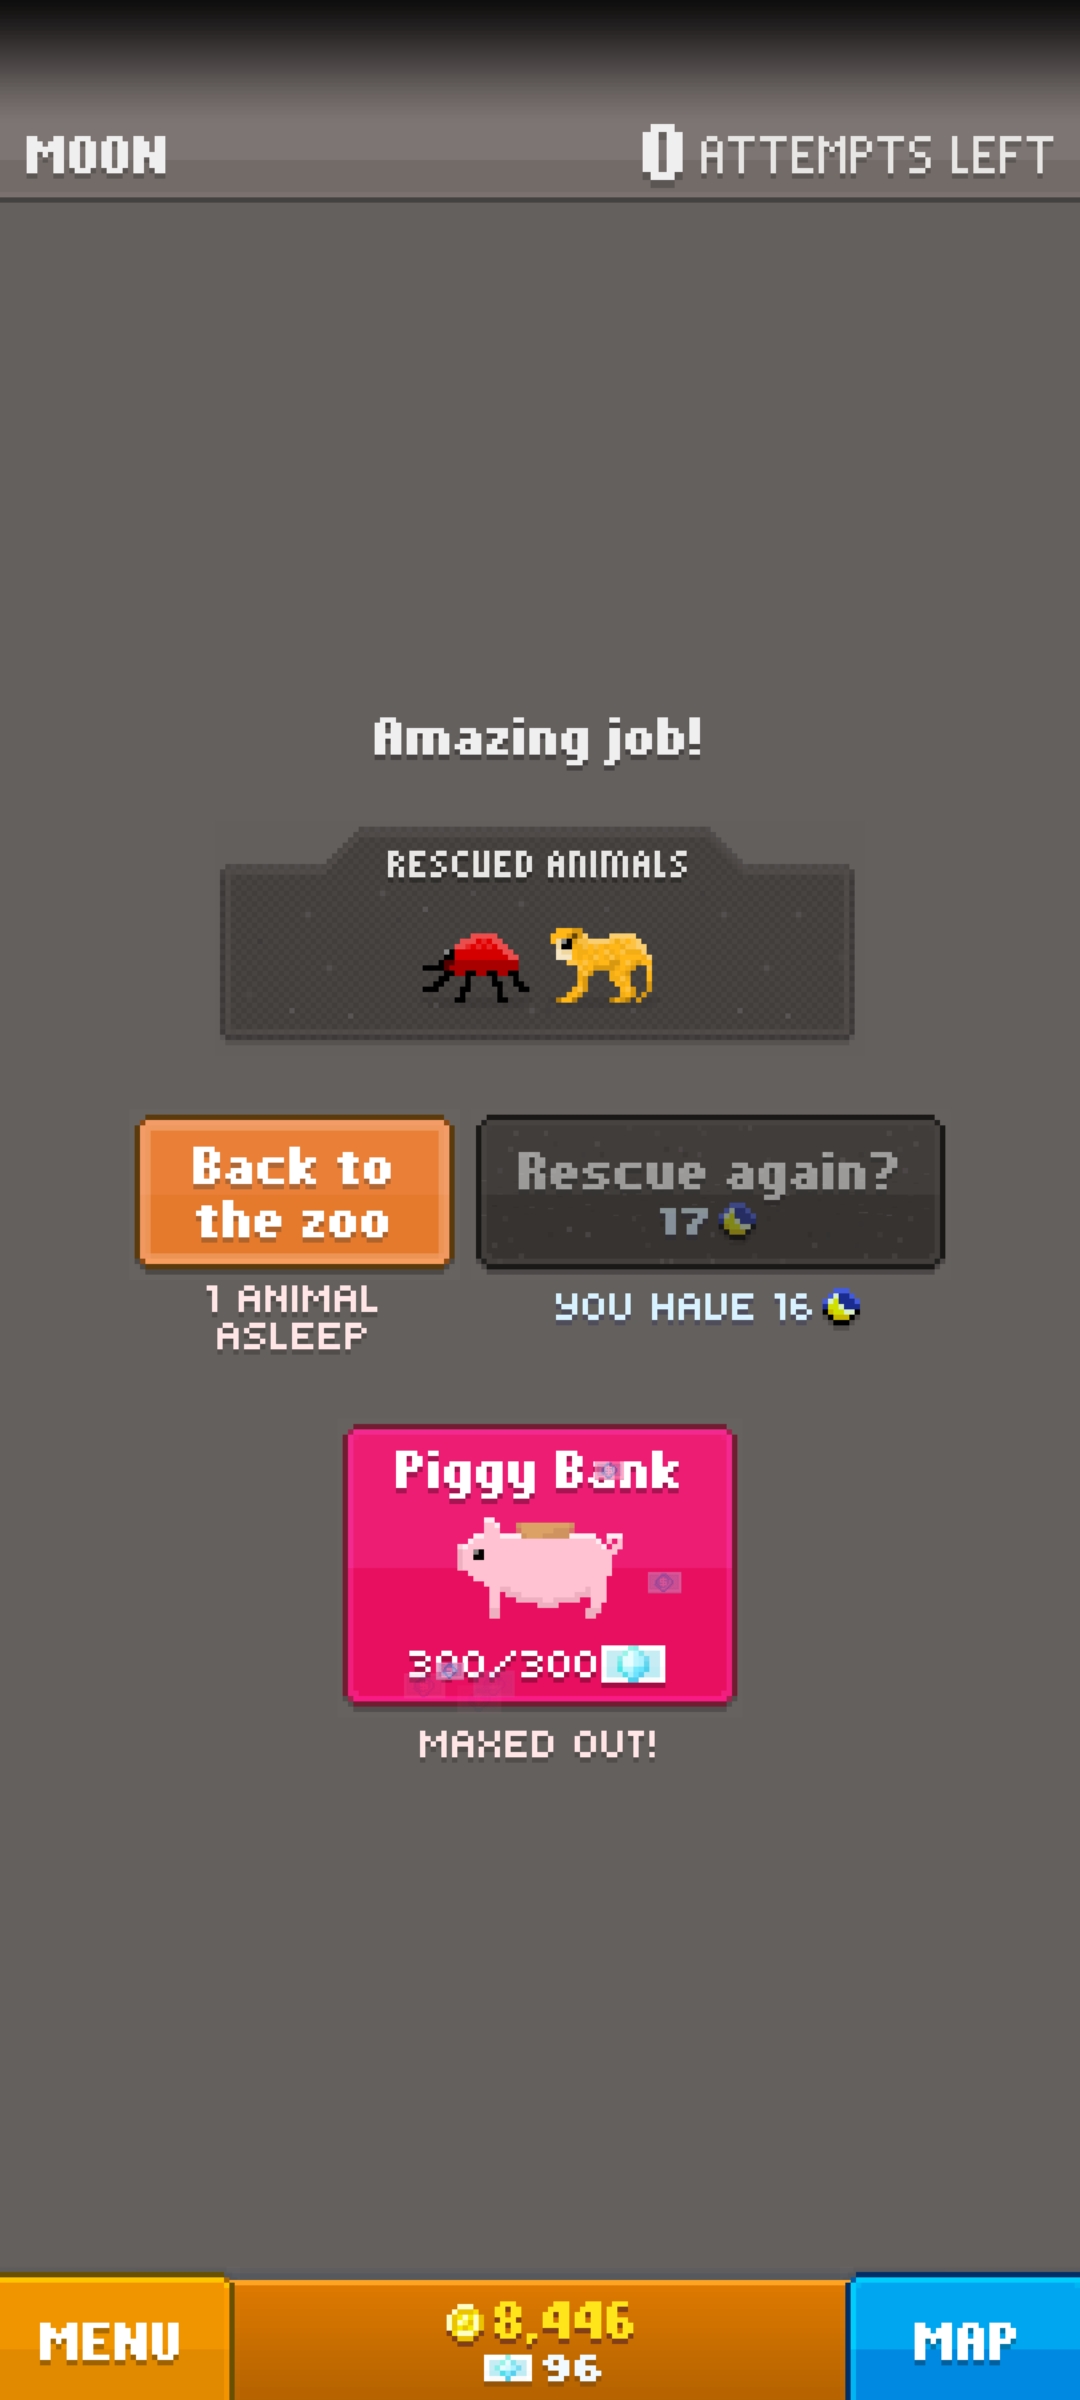 MOON
0 ATTEMPTS LEFT
Amazing job!
RESCUED ANIMALS
Back to
the zoo
1 ANIMAL
ASLEEP
Rescue again?
17
YOU HAVE 16
Piggy Bank
300/300
MAXED OUT!
MENU
8,446
96
MAP